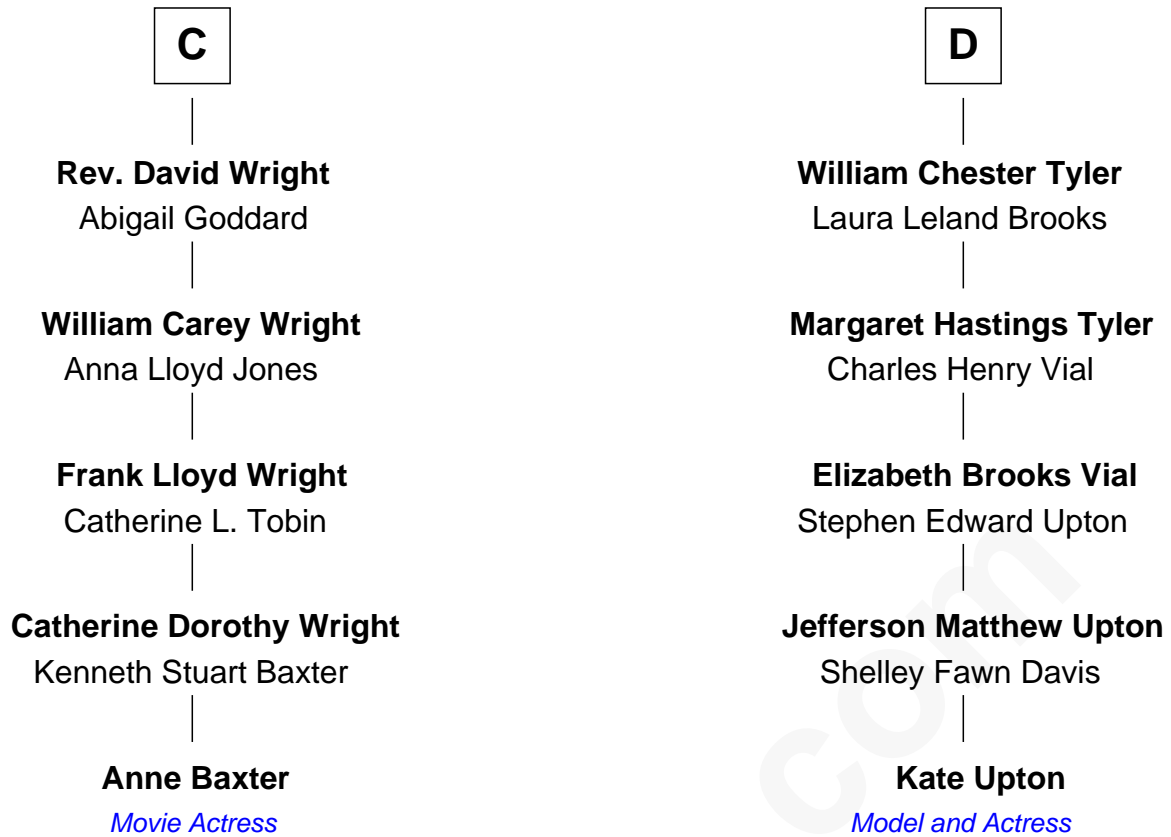 C
Rev. David Wright
Abigail Goddard
William Carey Wright
Anna Lloyd Jones
Frank Lloyd Wright
Catherine L. Tobin
Catherine Dorothy Wright
Kenneth Stuart Baxter
Anne Baxter
Movie Actress
D
William Chester Tyler
Laura Leland Brooks
Margaret Hastings Tyler
Charles Henry Vial
Elizabeth Brooks Vial
Stephen Edward Upton
Jefferson Matthew Upton
Shelley Fawn Davis
Kate Upton
Model and Actress
com